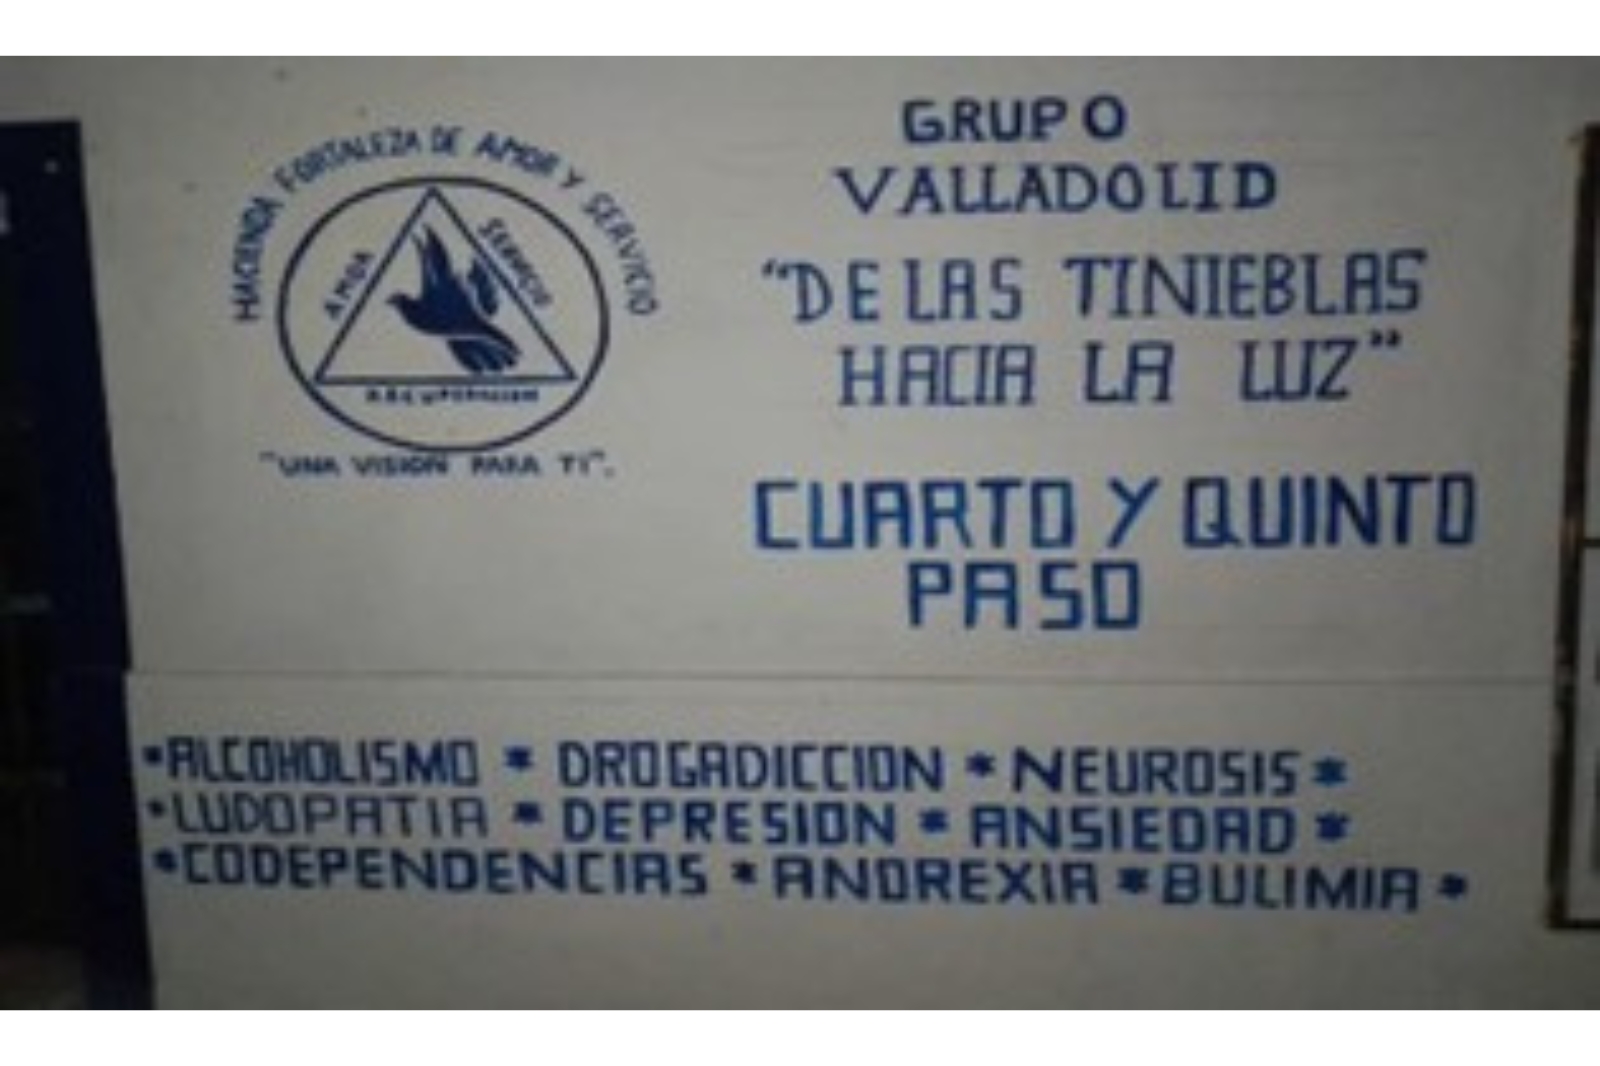 HACIENDA FORTALEZA DE AMOR Y SERVICIO
AMOR
SERVICIO
RECUPERACION
"UNA VISION PARA TI".
GRUPO
VALLADOLID
"DE LAS TINIEBLAS
HACIA LA LUZ"
CUARTO Y QUINTO
PASO
*ALCOHOLISMO * DROGADICCION * NEUROSIS *
*LUDOPATIA * DEPRESION * ANSIEDAD *
*CODEPENDENCIAS * ANOREXIA * BULIMIA *